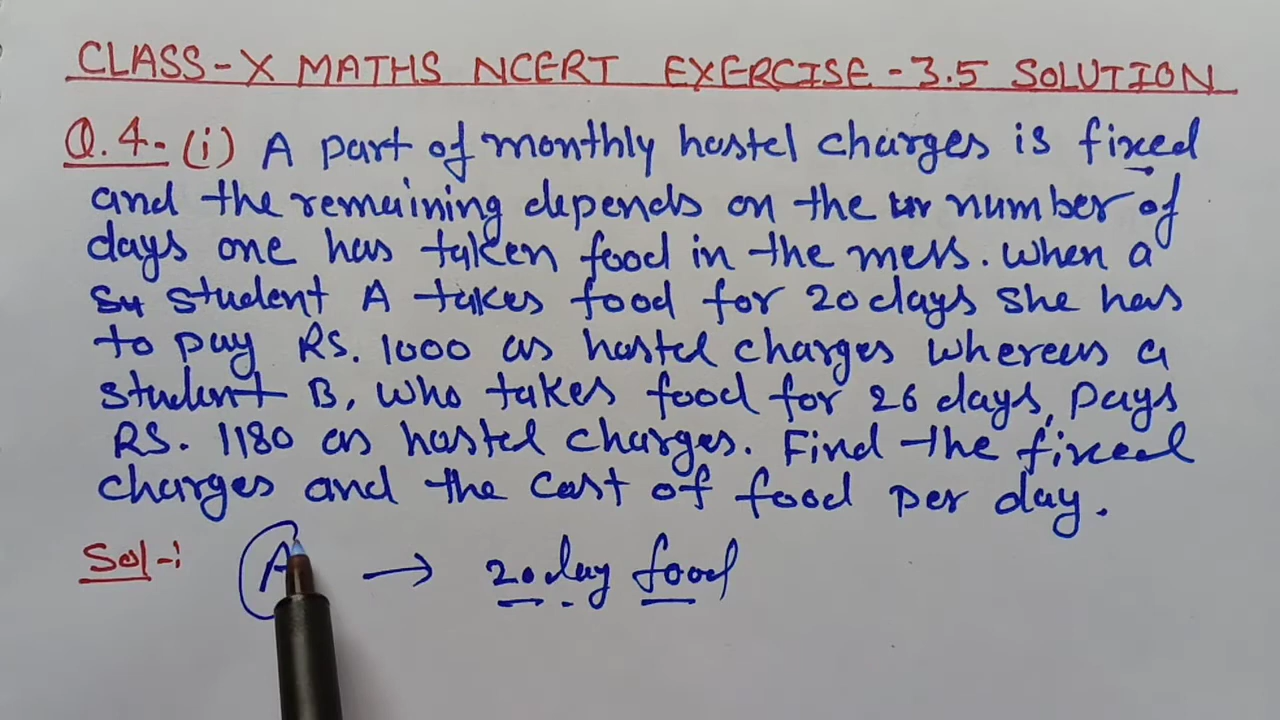 CLASS-X MATHS NCERT EXERCISE-3.5 SOLUTION
Q.4-(i) A part of monthly hostel charges is fixed
and the remaining depends on the number of
days one has taken food in the mess. When a
student A takes food for 20 days she has
to pay RS. 1000 as hostel charges whereas a
student B, who takes food for 26 days, pays
RS. 1180 as hostel charges. Find the fixed
charges and the cost of food per day.
Sol-: A → 20 day food